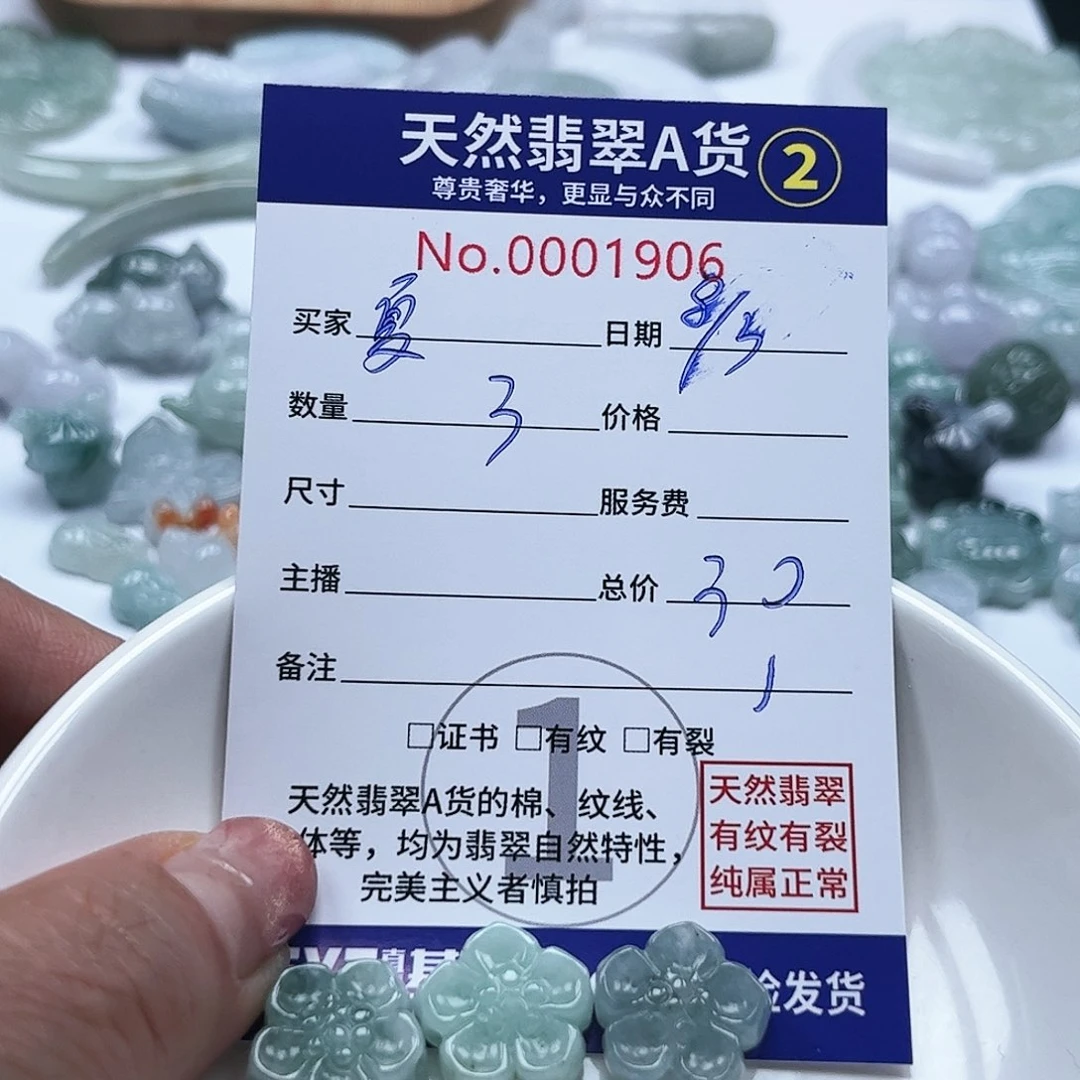 天然翡翠A货 2
尊贵奢华，更显与众不同
No.0001906
买家 夏 日期 8/5
数量 3 价格
尺寸 服务费
主播 总价 30
备注 1
□证书 □有纹 □有裂
1
天然翡翠A货的棉、纹线、
体等，均为翡翠自然特性，
完美主义者慎拍
天然翡翠
有纹有裂
纯属正常
发货